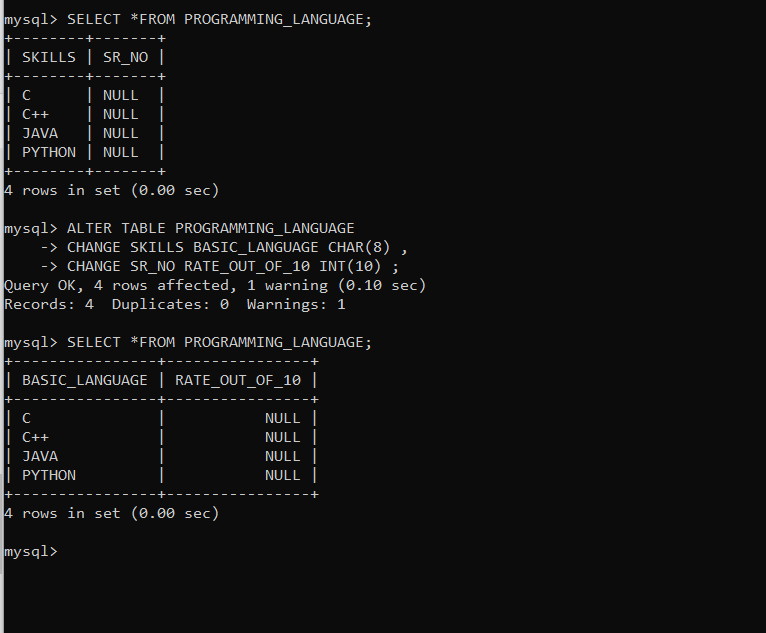 mysql> SELECT *FROM PROGRAMMING_LANGUAGE;
+--------+-------+
| SKILLS | SR_NO |
+--------+-------+
| C      | NULL  |
| C++    | NULL  |
| JAVA   | NULL  |
| PYTHON | NULL  |
+--------+-------+
4 rows in set (0.00 sec)

mysql> ALTER TABLE PROGRAMMING_LANGUAGE
    -> CHANGE SKILLS BASIC_LANGUAGE CHAR(8) ,
    -> CHANGE SR_NO RATE_OUT_OF_10 INT(10) ;
Query OK, 4 rows affected, 1 warning (0.10 sec)
Records: 4  Duplicates: 0  Warnings: 1

mysql> SELECT *FROM PROGRAMMING_LANGUAGE;
+----------------+----------------+
| BASIC_LANGUAGE | RATE_OUT_OF_10 |
+----------------+----------------+
| C              |           NULL |
| C++            |           NULL |
| JAVA           |           NULL |
| PYTHON         |           NULL |
+----------------+----------------+
4 rows in set (0.00 sec)

mysql>